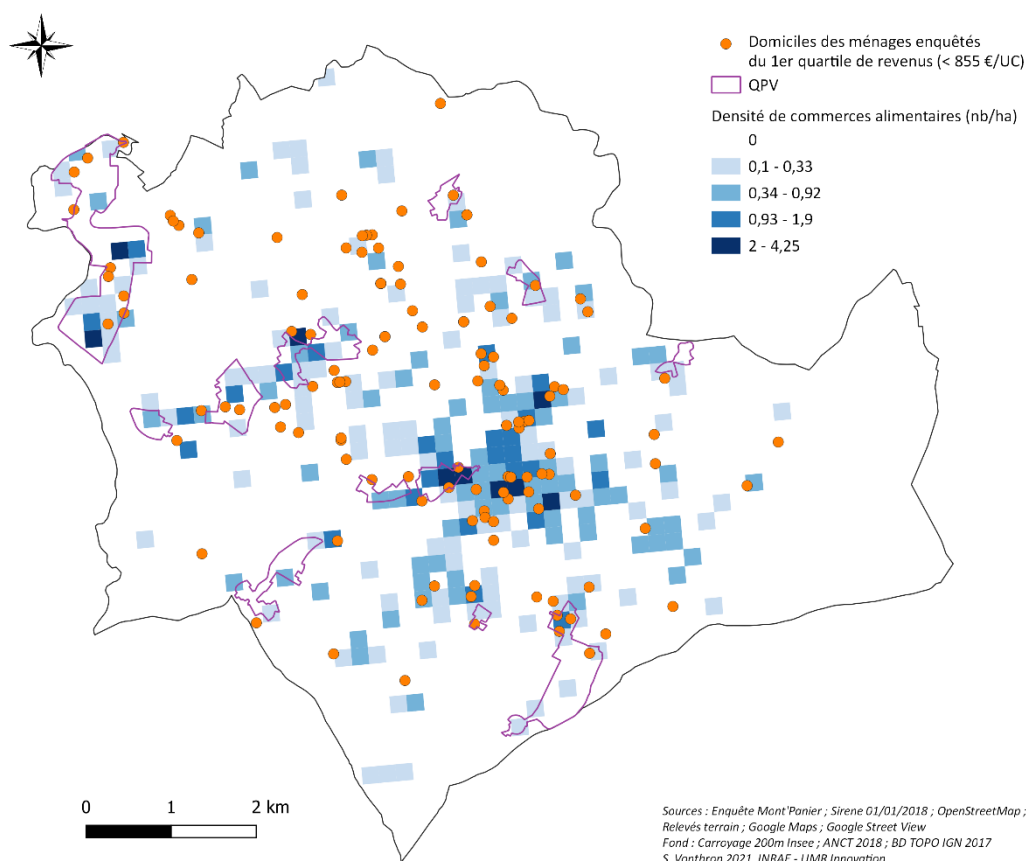 Domiciles des ménages enquêtés
du 1er quartile de revenus (< 855 €/UC)
QPV
Densité de commerces alimentaires (nb/ha)
0
0,1 - 0,33
0,34 - 0,92
0,93 - 1,9
2 - 4,25
0 1 2 km
Sources : Enquête Mont'Panier ; Sirene 01/01/2018 ; OpenStreetMap ;
Relevés terrain ; Google Maps ; Google Street View
Fond : Carroyage 200m Insee ; ANCT 2018 ; BD TOPO IGN 2017
S. Vonthron 2021, INRAE - UMR Innovation